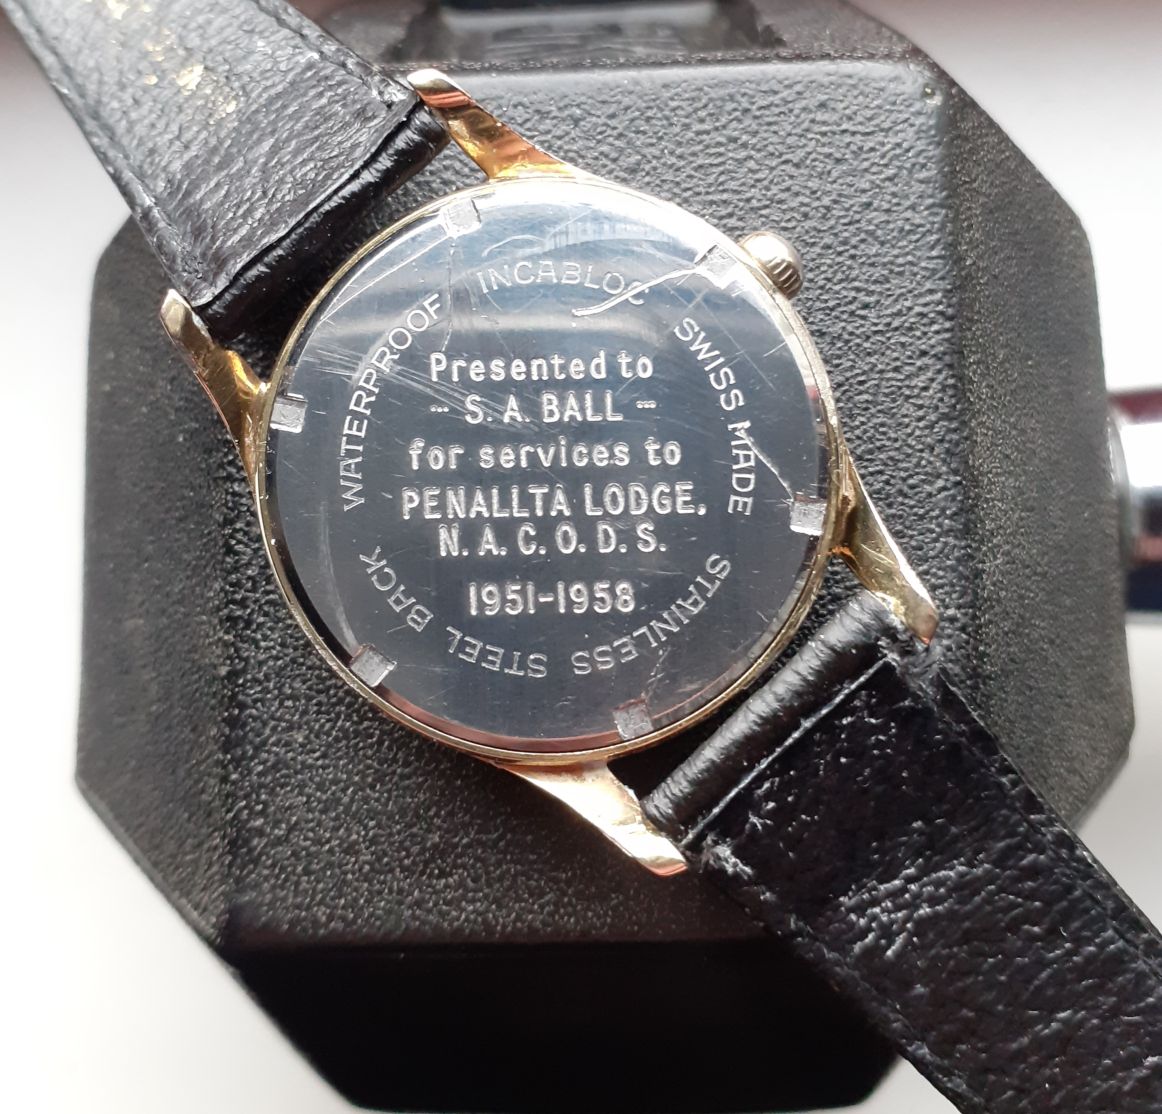 WATERPROOF INCABLOC SWISS MADE
Presented to
-- S. A. BALL --
for services to
PENALLTA LODGE,
N. A. C. O. D. S.
1951-1958
STAINLESS STEEL BACK